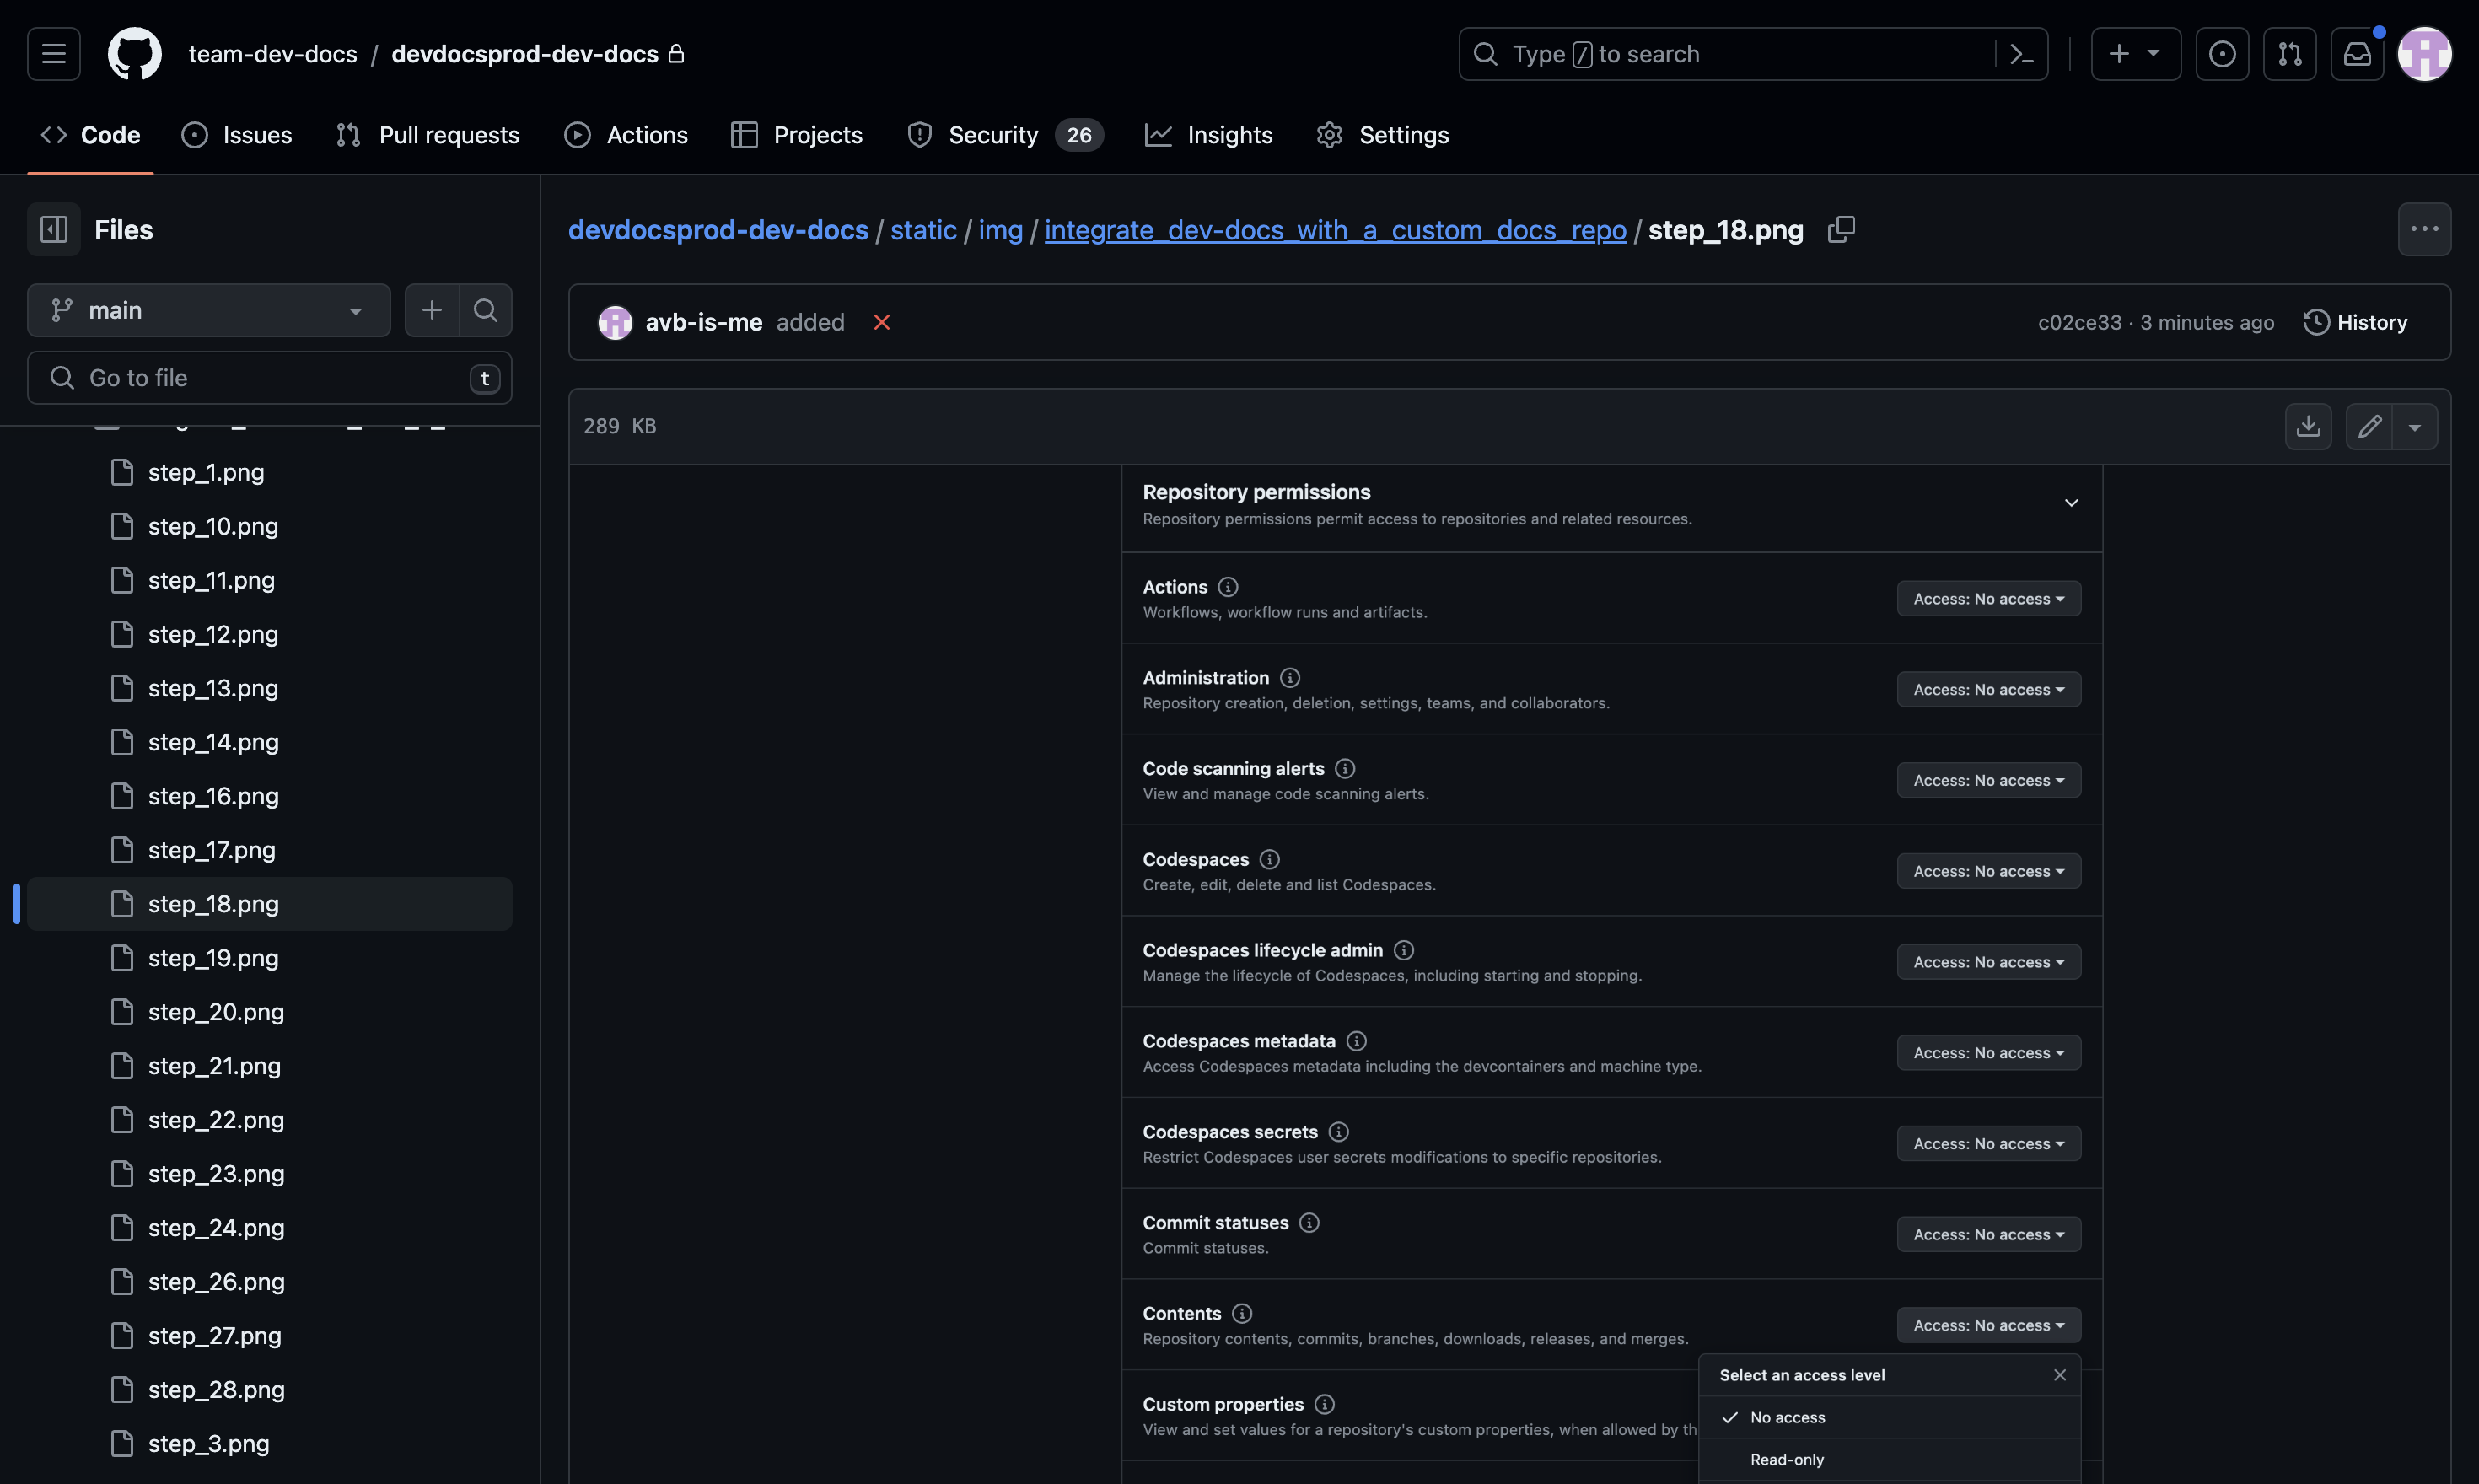 team-dev-docs / devdocsprod-dev-docs
Type / to search
Code
Issues
Pull requests
Actions
Projects
Security 26
Insights
Settings
Files
main
Go to file
t
step_1.png
step_10.png
step_11.png
step_12.png
step_13.png
step_14.png
step_16.png
step_17.png
step_18.png
step_19.png
step_20.png
step_21.png
step_22.png
step_23.png
step_24.png
step_26.png
step_27.png
step_28.png
step_3.png
devdocsprod-dev-docs / static / img / integrate_dev-docs_with_a_custom_docs_repo / step_18.png
avb-is-me added
c02ce33 · 3 minutes ago
History
289 KB
Repository permissions
Repository permissions permit access to repositories and related resources.
Actions
Workflows, workflow runs and artifacts.
Access: No access
Administration
Repository creation, deletion, settings, teams, and collaborators.
Access: No access
Code scanning alerts
View and manage code scanning alerts.
Access: No access
Codespaces
Create, edit, delete and list Codespaces.
Access: No access
Codespaces lifecycle admin
Manage the lifecycle of Codespaces, including starting and stopping.
Access: No access
Codespaces metadata
Access Codespaces metadata including the devcontainers and machine type.
Access: No access
Codespaces secrets
Restrict Codespaces user secrets modifications to specific repositories.
Access: No access
Commit statuses
Commit statuses.
Access: No access
Contents
Repository contents, commits, branches, downloads, releases, and merges.
Access: No access
Custom properties
View and set values for a repository's custom properties, when allowed by th
Select an access level
No access
Read-only